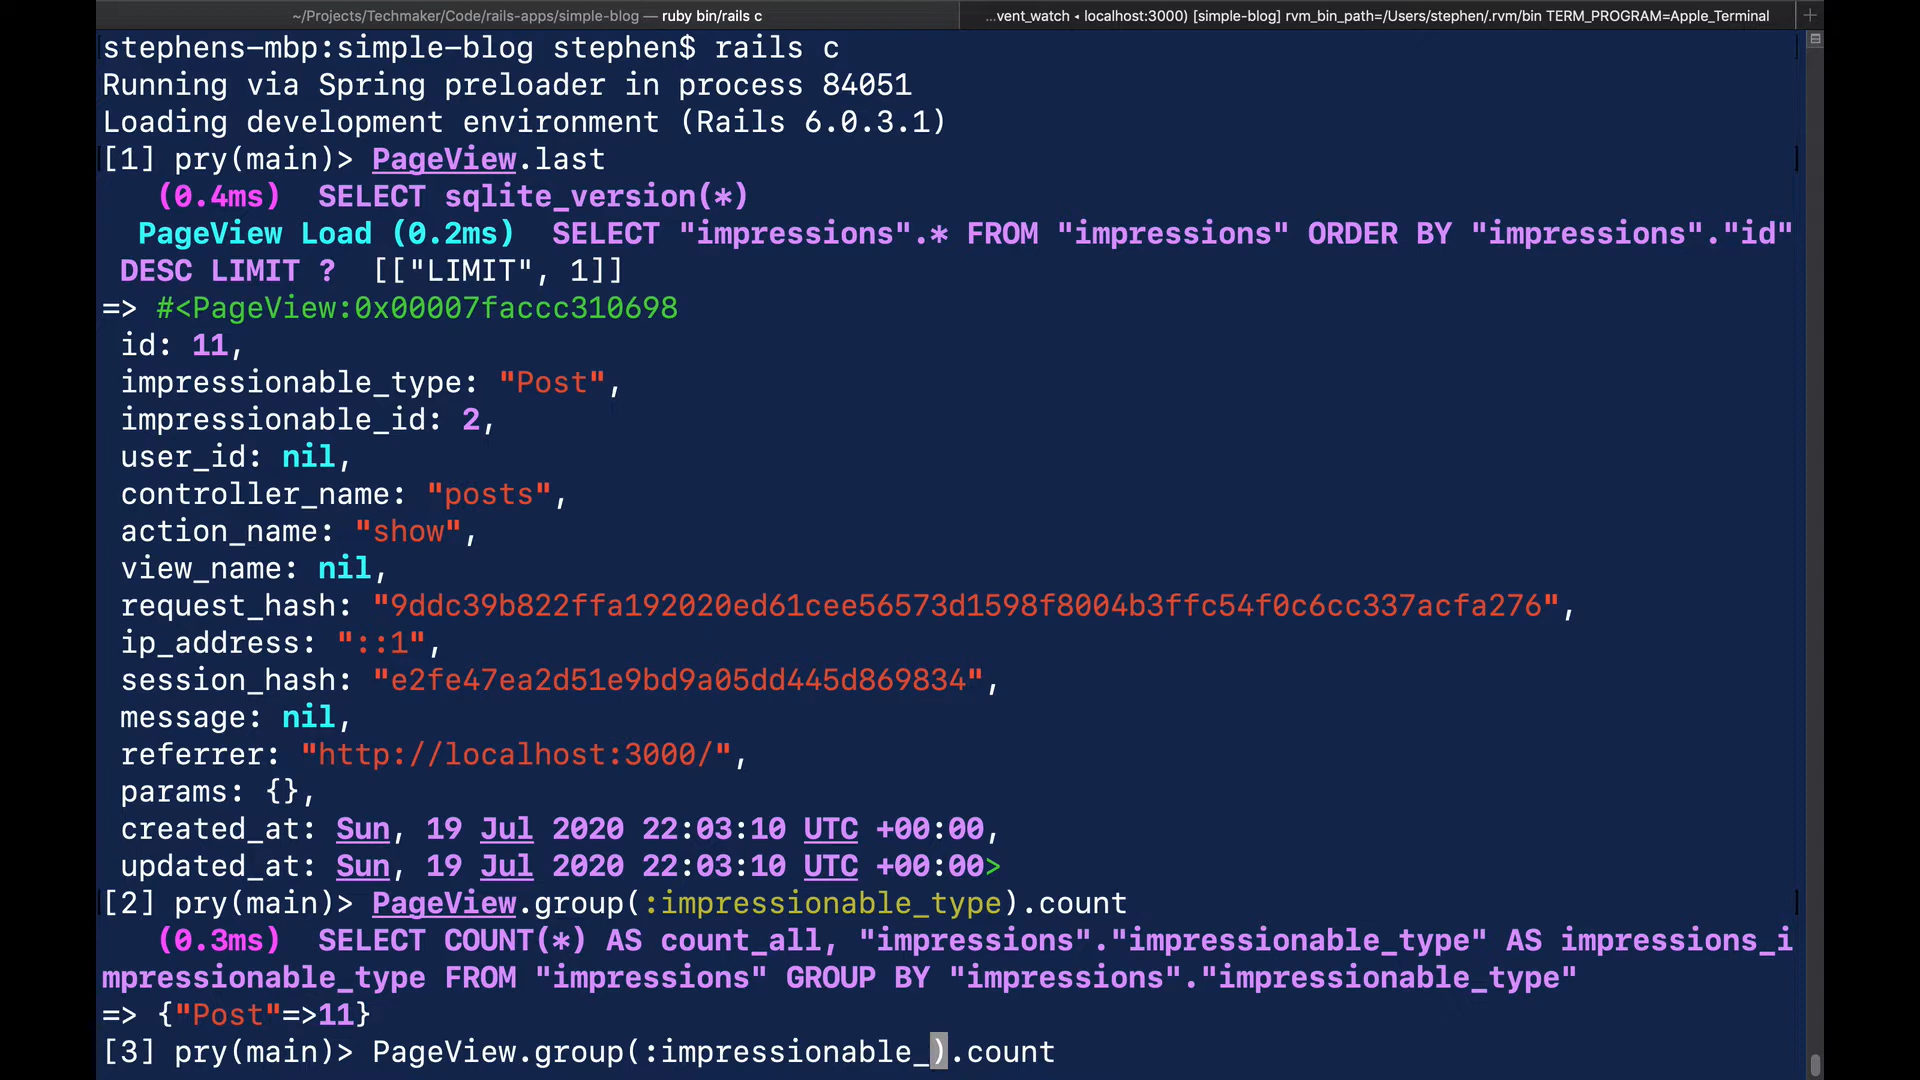 ~/Projects/Techmaker/Code/rails-apps/simple-blog — ruby bin/rails c
...vent_watch ◂ localhost:3000) [simple-blog] rvm_bin_path=/Users/stephen/.rvm/bin TERM_PROGRAM=Apple_Terminal
stephens-mbp:simple-blog stephen$ rails c
Running via Spring preloader in process 84051
Loading development environment (Rails 6.0.3.1)
[1] pry(main)> PageView.last
(0.4ms)  SELECT sqlite_version(*)
PageView Load (0.2ms)  SELECT "impressions".* FROM "impressions" ORDER BY "impressions"."id"
DESC LIMIT ?  [["LIMIT", 1]]
=> #<PageView:0x00007faccc310698
id: 11,
impressionable_type: "Post",
impressionable_id: 2,
user_id: nil,
controller_name: "posts",
action_name: "show",
view_name: nil,
request_hash: "9ddc39b822ffa192020ed61cee56573d1598f8004b3ffc54f0c6cc337acfa276",
ip_address: "::1",
session_hash: "e2fe47ea2d51e9bd9a05dd445d869834",
message: nil,
referrer: "http://localhost:3000/",
params: {},
created_at: Sun, 19 Jul 2020 22:03:10 UTC +00:00,
updated_at: Sun, 19 Jul 2020 22:03:10 UTC +00:00>
[2] pry(main)> PageView.group(:impressionable_type).count
(0.3ms)  SELECT COUNT(*) AS count_all, "impressions"."impressionable_type" AS impressions_i
mpressionable_type FROM "impressions" GROUP BY "impressions"."impressionable_type"
=> {"Post"=>11}
[3] pry(main)> PageView.group(:impressionable_).count